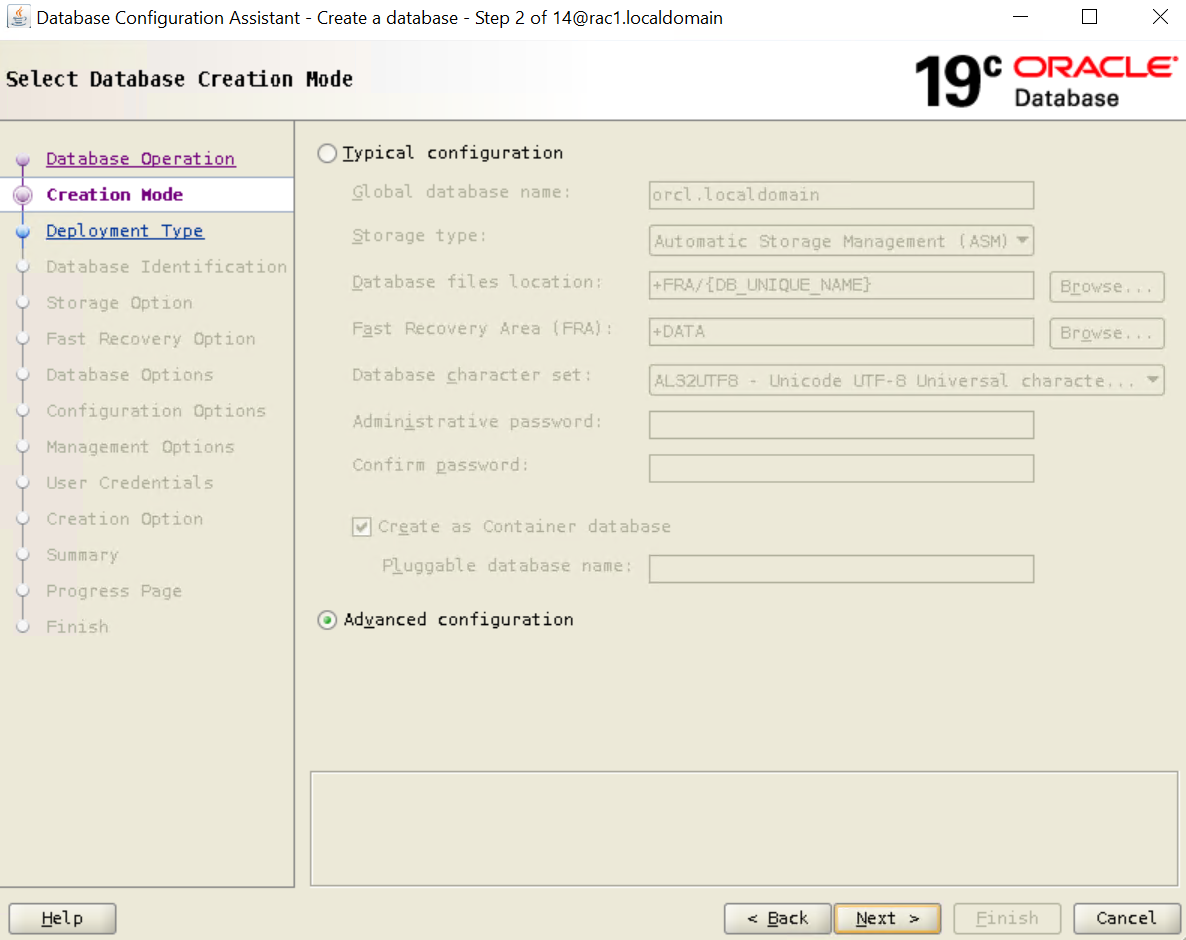 Database Configuration Assistant - Create a database - Step 2 of 14@rac1.localdomain
Select Database Creation Mode
19c ORACLE
Database
Database Operation
Creation Mode
Deployment Type
Database Identification
Storage Option
Fast Recovery Option
Database Options
Configuration Options
Management Options
User Credentials
Creation Option
Summary
Progress Page
Finish
Typical configuration
Global database name: orcl.localdomain
Storage type: Automatic Storage Management (ASM)
Database files location: +FRA/{DB_UNIQUE_NAME} Browse...
Fast Recovery Area (FRA): +DATA Browse...
Database character set: AL32UTF8 - Unicode UTF-8 Universal characte...
Administrative password:
Confirm password:
Create as Container database
Pluggable database name:
Advanced configuration
Help < Back Next > Finish Cancel